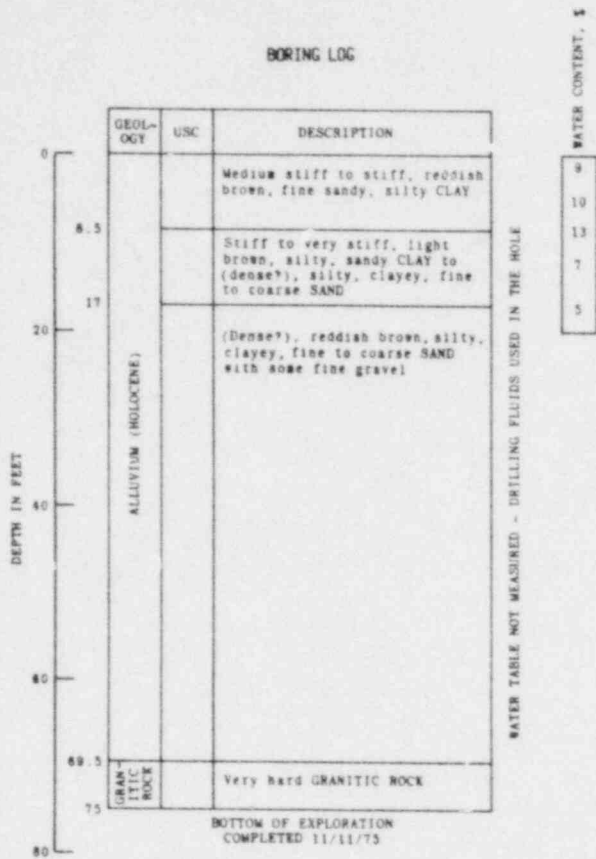 BORING LOG
GEOL-
OGY
USC
DESCRIPTION
WATER CONTENT, %
0
Medium stiff to stiff, reddish
brown, fine sandy, silty CLAY
8.5
Stiff to very stiff, light
brown, silty, sandy CLAY to
(dense?), silty, clayey, fine
to coarse SAND
17
20
(Dense?), reddish brown, silty,
clayey, fine to coarse SAND
with some fine gravel
ALLUVIUM (HOLOCENE)
DEPTH IN FEET
40
60
69.5
GRAN-
ITIC
ROCK
Very hard GRANITIC ROCK
75
BOTTOM OF EXPLORATION
COMPLETED 11/11/75
80
WATER TABLE NOT MEASURED - DRILLING FLUIDS USED IN THE HOLE
9
10
13
7
5